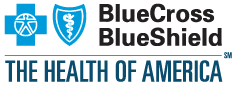 BlueCross
BlueShield
THE HEALTH OF AMERICA℠